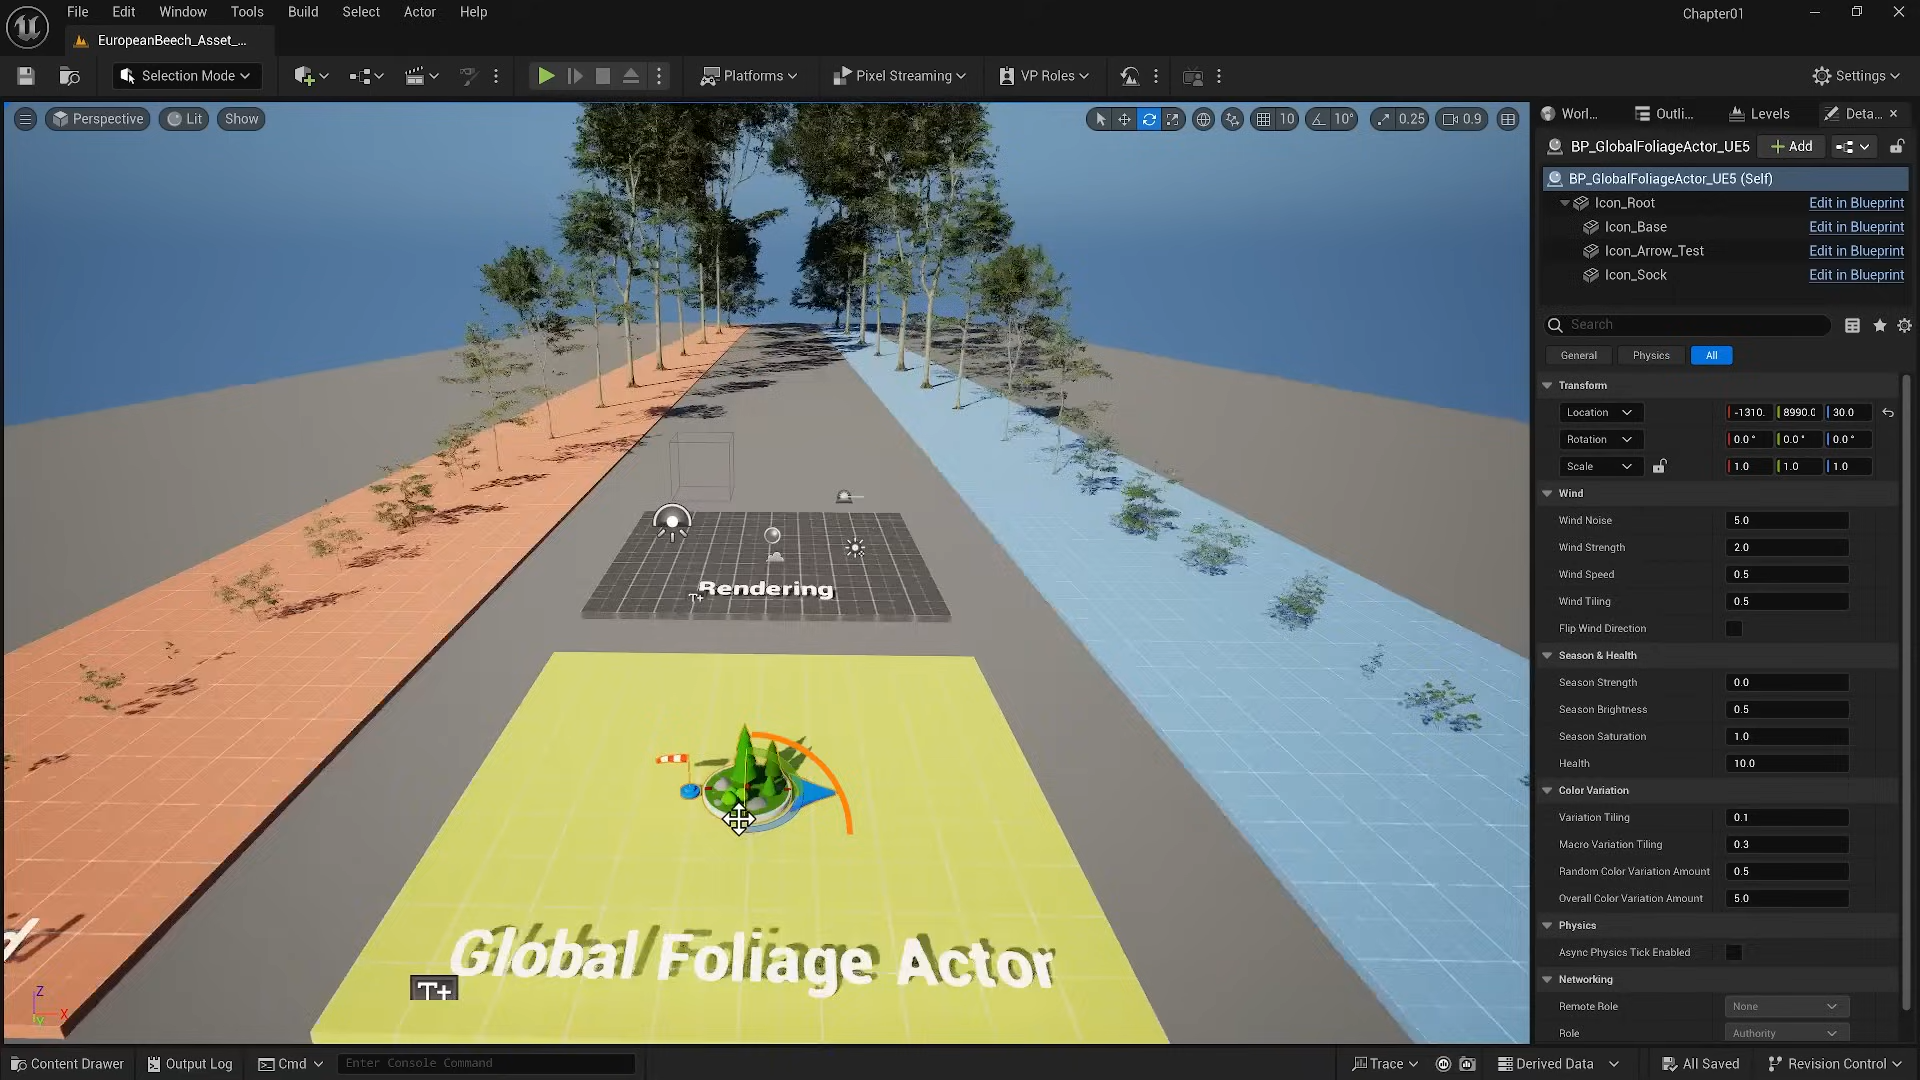 File Edit Window Tools Build Select Actor Help
Chapter01
EuropeanBeech_Asset_...
Selection Mode
Platforms
Pixel Streaming
VP Roles
Settings
Perspective Lit Show
10 10° 0.25 0.9
Worl... Outli... Levels Deta...
BP_GlobalFoliageActor_UE5 + Add
BP_GlobalFoliageActor_UE5 (Self)
Icon_Root Edit in Blueprint
Icon_Base Edit in Blueprint
Icon_Arrow_Test Edit in Blueprint
Icon_Sock Edit in Blueprint
Search
General Physics All
Transform
Location -1310. 8990.0 30.0
Rotation 0.0° 0.0° 0.0°
Scale 1.0 1.0 1.0
Wind
Wind Noise 5.0
Wind Strength 2.0
Wind Speed 0.5
Wind Tiling 0.5
Flip Wind Direction
Season & Health
Season Strength 0.0
Season Brightness 0.5
Season Saturation 1.0
Health 10.0
Color Variation
Variation Tiling 0.1
Macro Variation Tiling 0.3
Random Color Variation Amount 0.5
Overall Color Variation Amount 5.0
Physics
Async Physics Tick Enabled
Networking
Remote Role None
Role Authority
Rendering
T+
Global Foliage Actor
T+
Z
X
Y
Content Drawer Output Log Cmd Enter Console Command
Trace Derived Data All Saved Revision Control